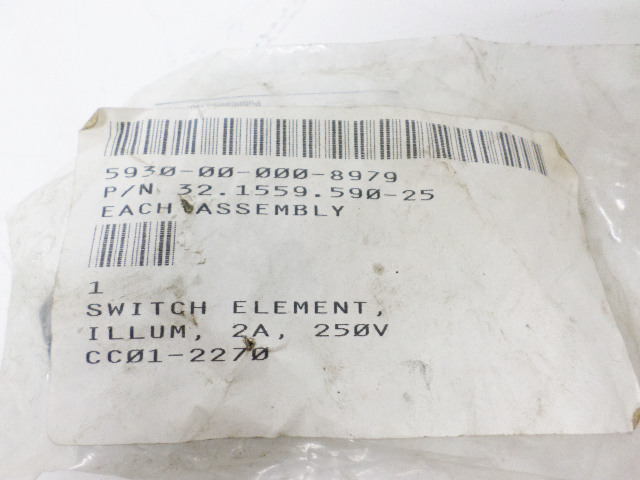 5930-00-000-8979
P/N 32.1559.590-25
EACH ASSEMBLY
1
SWITCH ELEMENT,
ILLUM, 2A, 250V
CC01-2270